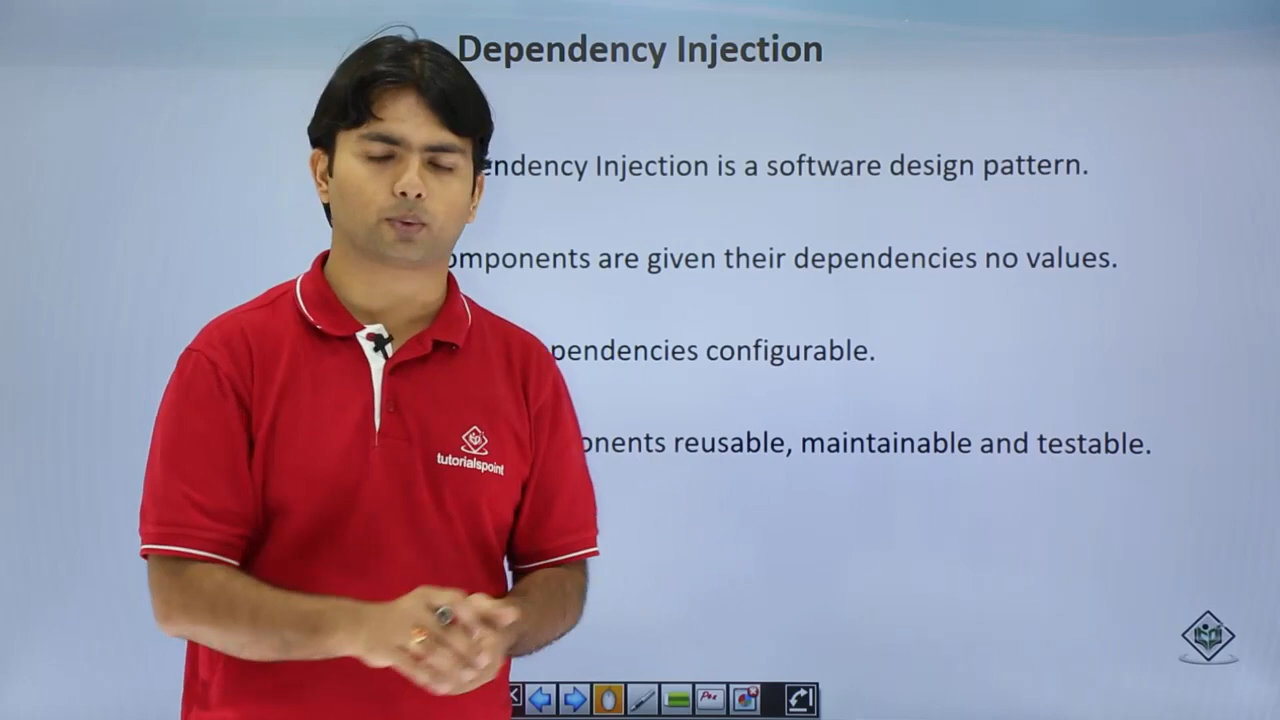 Dependency Injection
endency Injection is a software design pattern.
omponents are given their dependencies no values.
pendencies configurable.
onents reusable, maintainable and testable.
tutorialspoint